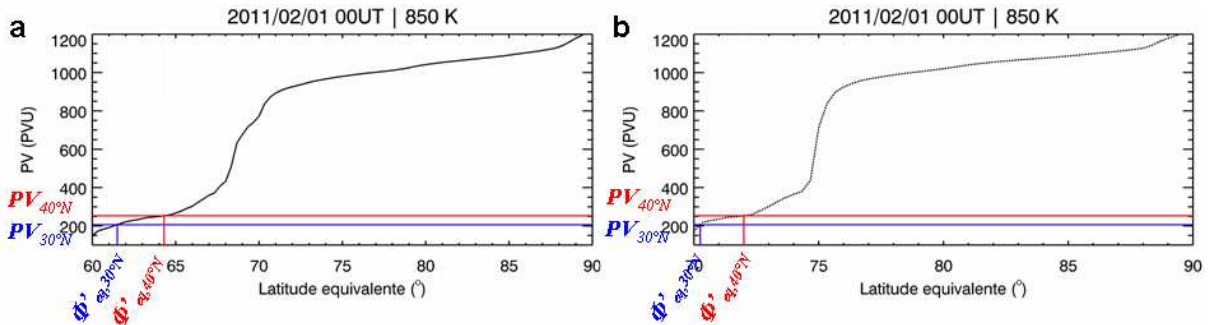 a
2011/02/01 00UT | 850 K
1200
1000
800
600
400
200
PV (PVU)
PV40°N
PV30°N
60 65 70 75 80 85 90
Latitude equivalente (°)
Φ'eq,30°N
Φ'eq,40°N
b
2011/02/01 00UT | 850 K
1200
1000
800
600
400
200
PV (PVU)
PV40°N
PV30°N
70 75 80 85 90
Latitude equivalente (°)
Φ'eq,30°N
Φ'eq,40°N